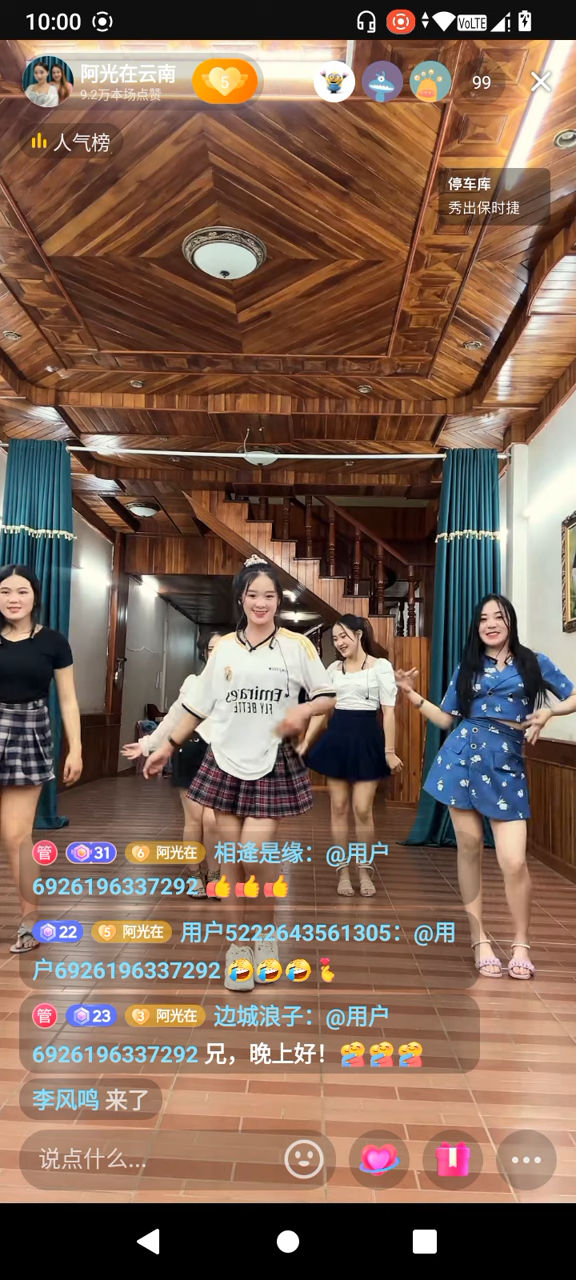 10:00
VoLTE
阿光在云南
9.2万本场点赞
5
99
人气榜
停车库
秀出保时捷
Emirates
FLY BETTE
管 31 6 阿光在 相逢是缘：@用户
6926196337292
22 5 阿光在 用户5222643561305：@用
户6926196337292
管 23 3 阿光在 边城浪子：@用户
6926196337292 兄，晚上好！
李风鸣 来了
说点什么...